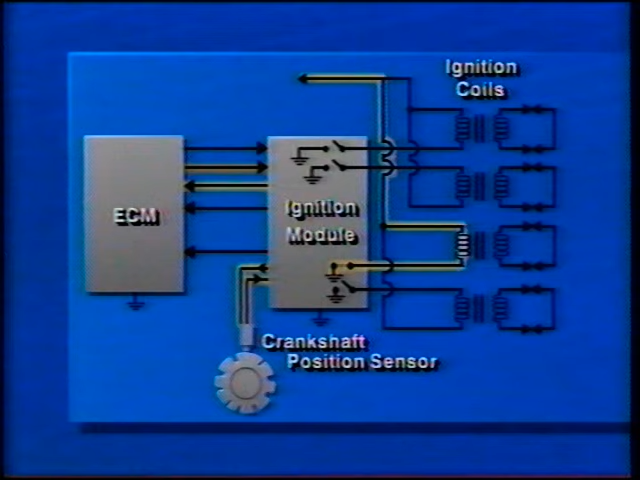 Ignition
Coils
ECM
Ignition
Module
Crankshaft
Position Sensor